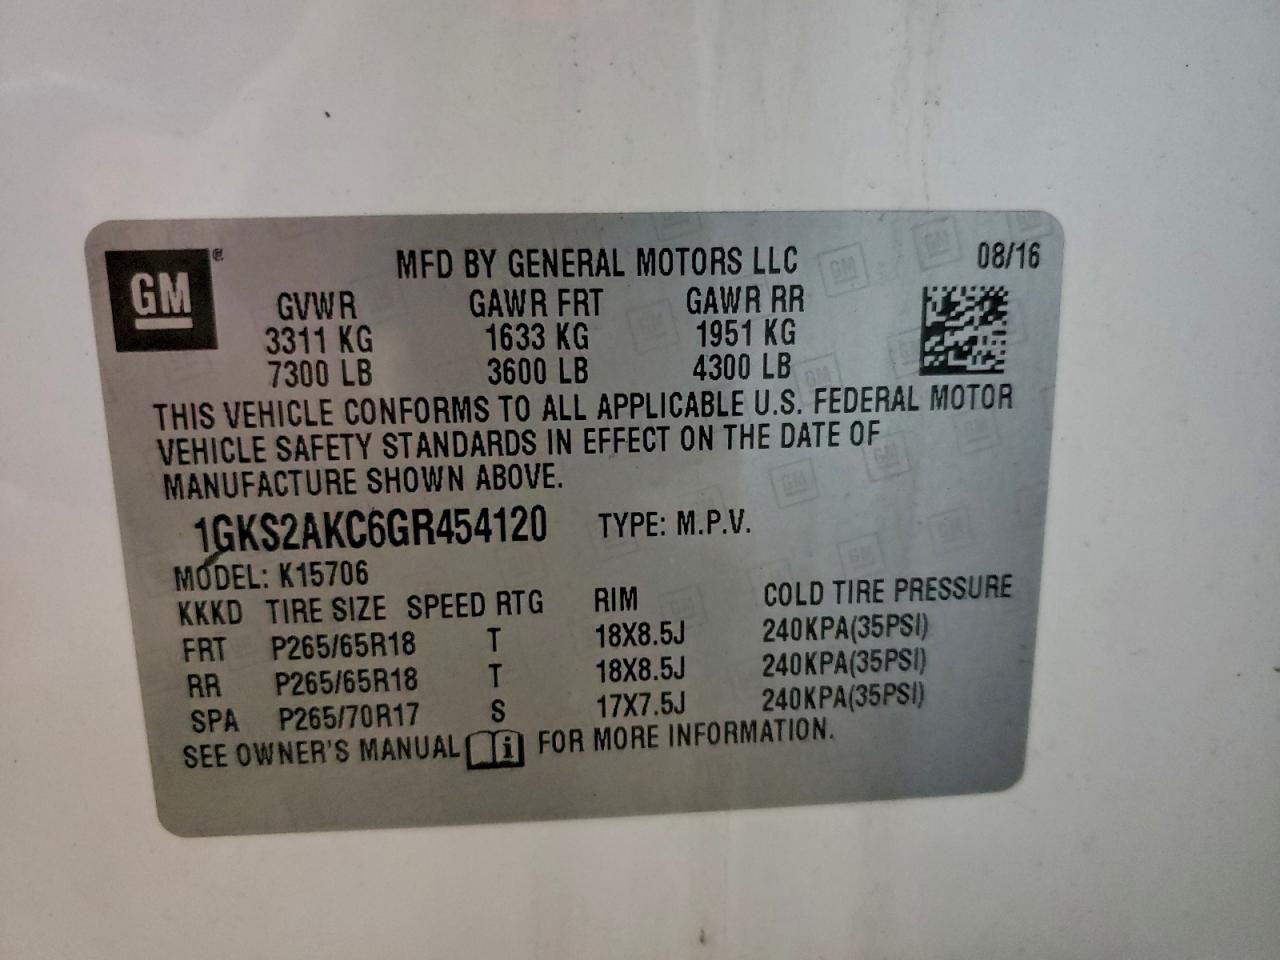 GM ®
MFD BY GENERAL MOTORS LLC 08/16
GVWR GAWR FRT GAWR RR
3311 KG 1633 KG 1951 KG
7300 LB 3600 LB 4300 LB
THIS VEHICLE CONFORMS TO ALL APPLICABLE U.S. FEDERAL MOTOR
VEHICLE SAFETY STANDARDS IN EFFECT ON THE DATE OF
MANUFACTURE SHOWN ABOVE.
1GKS2AKC6GR454120 TYPE: M.P.V.
MODEL: K15706
KKKD TIRE SIZE SPEED RTG RIM COLD TIRE PRESSURE
FRT P265/65R18 T 18X8.5J 240KPA(35PSI)
RR P265/65R18 T 18X8.5J 240KPA(35PSI)
SPA P265/70R17 S 17X7.5J 240KPA(35PSI)
SEE OWNER'S MANUAL i FOR MORE INFORMATION.